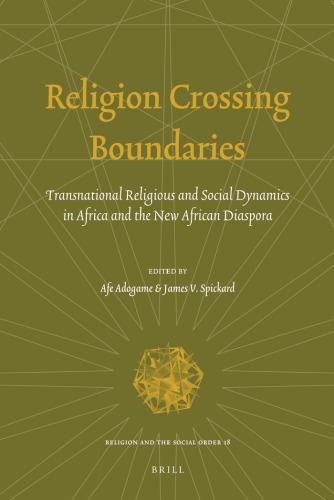 Religion Crossing
Boundaries
Transnational Religious and Social Dynamics
in Africa and the New African Diaspora
EDITED BY
Afe Adogame & James V. Spickard
RELIGION AND THE SOCIAL ORDER 18
BRILL